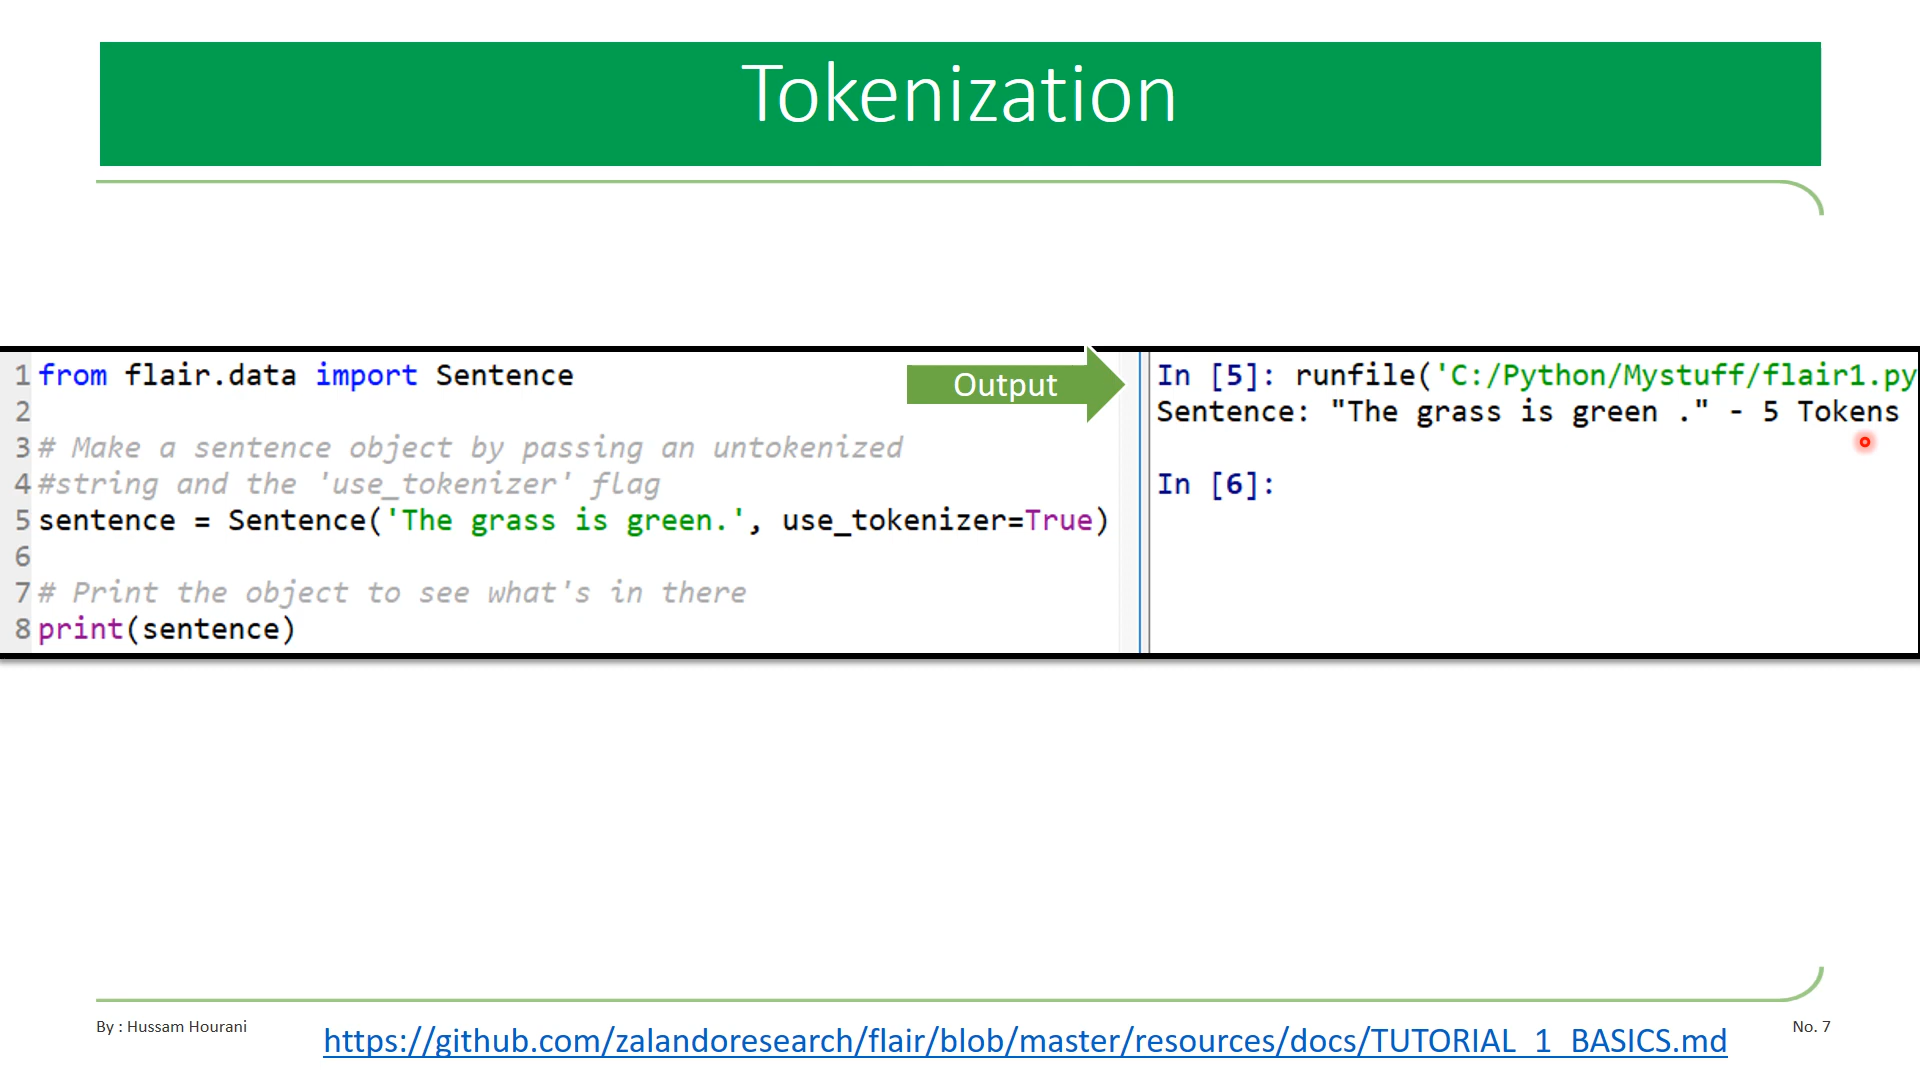 Tokenization
1 from flair.data import Sentence
2
3 # Make a sentence object by passing an untokenized
4 #string and the 'use_tokenizer' flag
5 sentence = Sentence('The grass is green.', use_tokenizer=True)
6
7 # Print the object to see what's in there
8 print(sentence)
Output
In [5]: runfile('C:/Python/Mystuff/flair1.py
Sentence: "The grass is green ." - 5 Tokens
In [6]:
By : Hussam Hourani
https://github.com/zalandoresearch/flair/blob/master/resources/docs/TUTORIAL_1_BASICS.md
No. 7